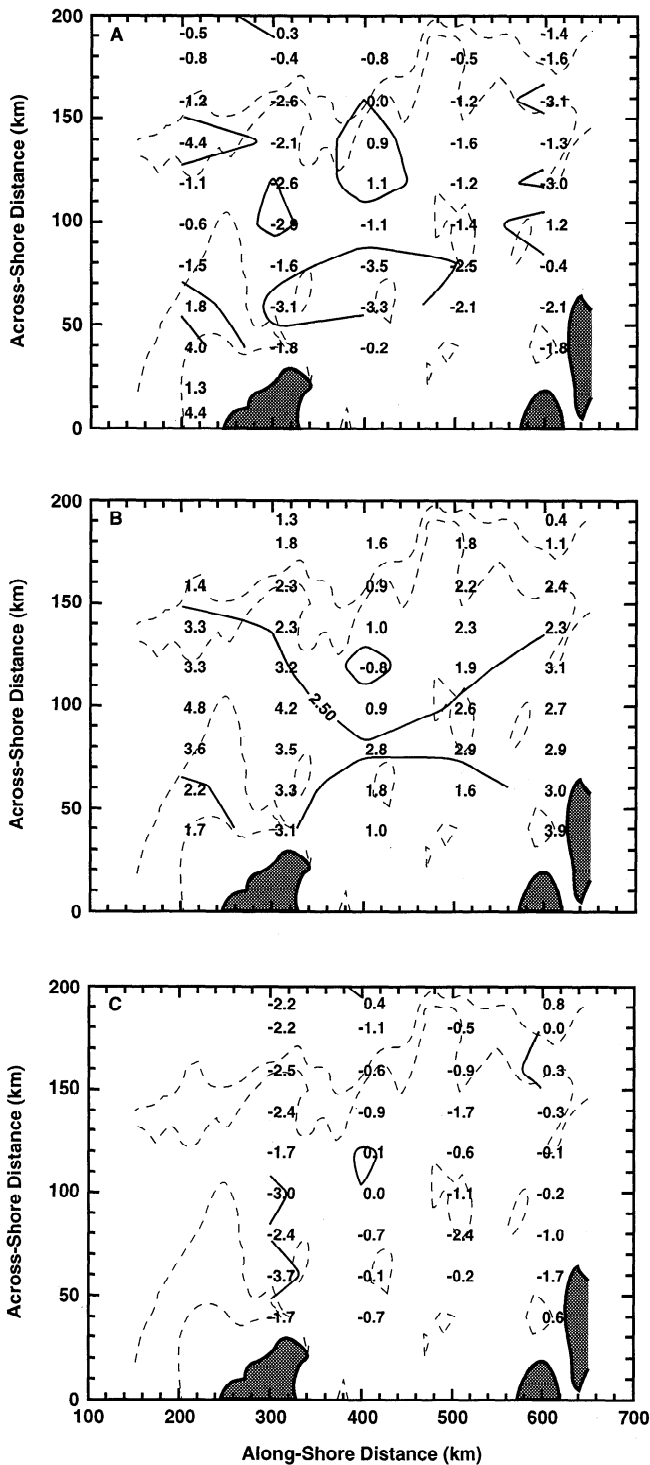 200
A
-0.5 0.3 -1.4
-0.8 -0.4 -0.8 -0.5 -1.6
150
-1.2 -2.6 0.0 -1.2 -3.1
-4.4 -2.1 0.9 -1.6 -1.3
-1.1 -2.6 1.1 -1.2 -3.0
100
-0.6 -1.1 -1.4 1.2
-1.5 -1.6 -3.5 -2.5 -0.4
1.8 -3.1 -3.3 -2.1 -2.1
50
4.0 -1.8 -0.2 -1.8
1.3
4.4
0
Across-Shore Distance (km)
200
B
1.3 0.4
1.8 1.6 1.8 1.1
1.4 2.3 0.9 2.2 2.4
150
3.3 2.3 1.0 2.3 2.3
3.3 3.2 -0.8 1.9 3.1
100
4.8 4.2 2.50 0.9 2.6 2.7
3.6 3.5 2.8 2.9 2.9
2.2 3.3 1.8 1.6 3.0
50
1.7 3.1 1.0 3.9
0
Across-Shore Distance (km)
200
C
-2.2 0.4 0.8
-2.2 -1.1 -0.5 0.0
-2.5 -0.6 -0.9 0.3
150
-2.4 -0.9 -1.7 -0.3
-1.7 0.1 -0.6 -0.1
100
-3.0 0.0 -1.1 -0.2
-2.4 -0.7 -2.4 -1.0
-3.7 -0.1 -0.2 -1.7
50
-1.7 -0.7 0.6
0
Across-Shore Distance (km)
100 200 300 400 500 600 700
Along-Shore Distance (km)